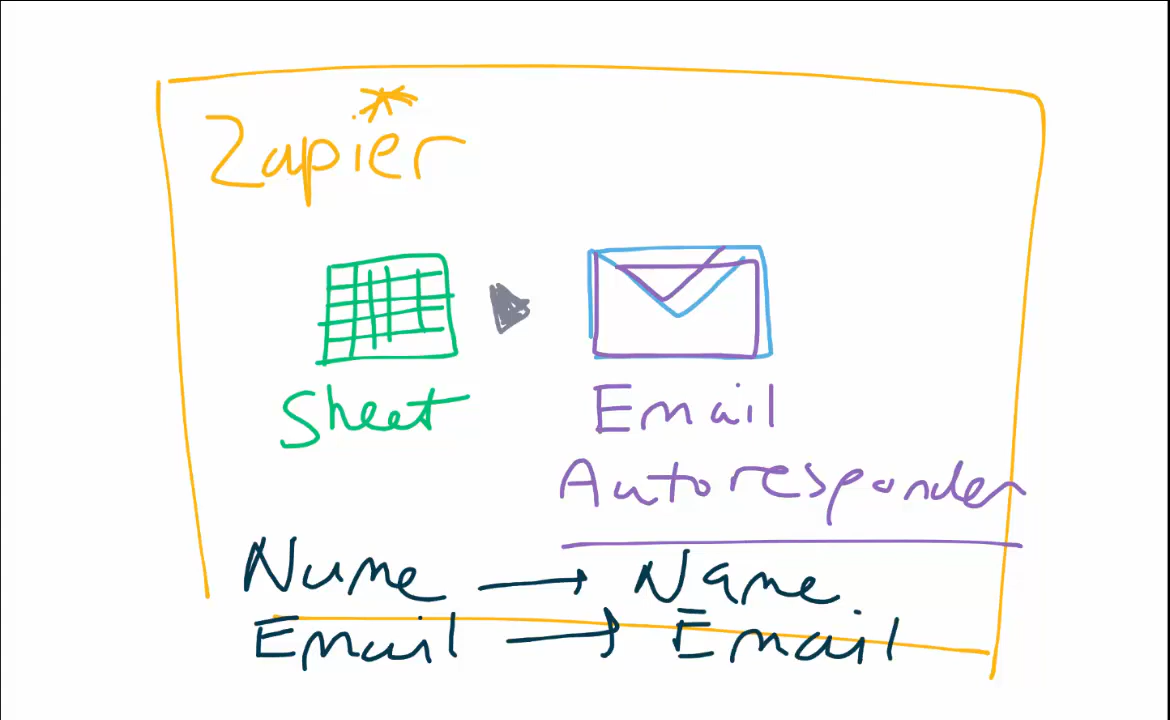 Zapier
Sheet
Email
Autoresponder
Name → Name
Email → Email